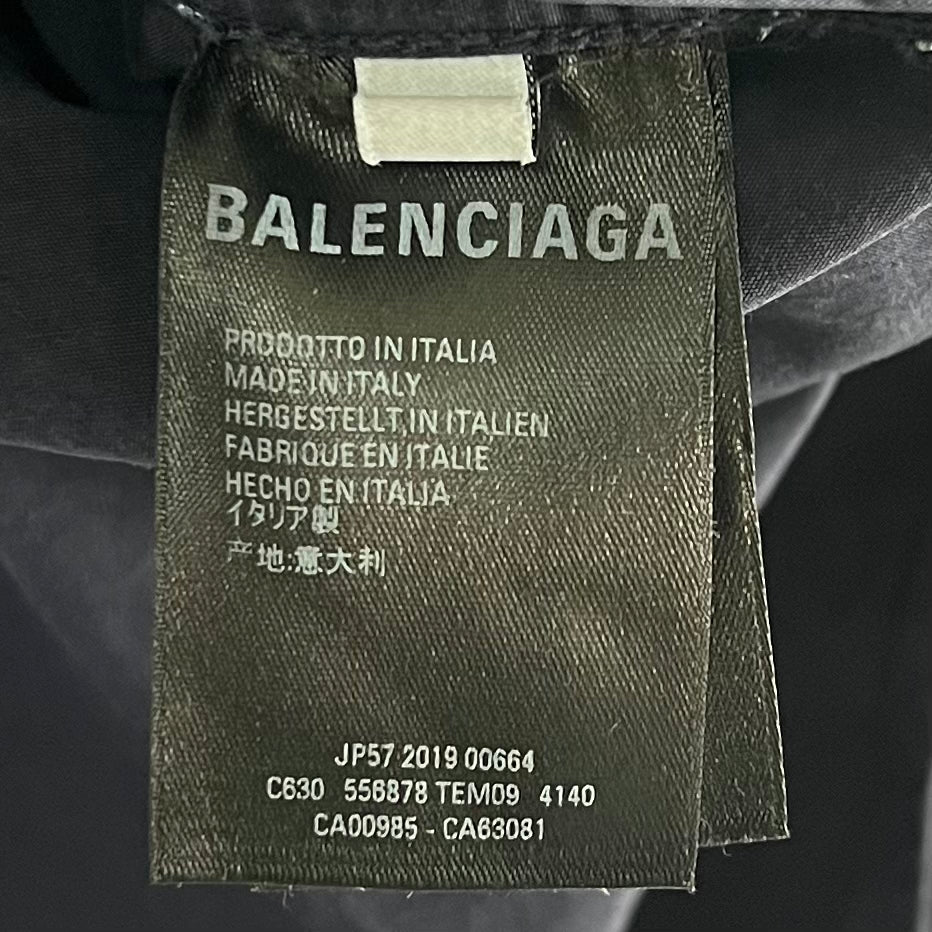 BALENCIAGA
PRODOTTO IN ITALIA
MADE IN ITALY
HERGESTELLT IN ITALIEN
FABRIQUE EN ITALIE
HECHO EN ITALIA
イタリア製
产地:意大利
JP57 2019 00664
C630 556878 TEM09 4140
CA00985 - CA63081